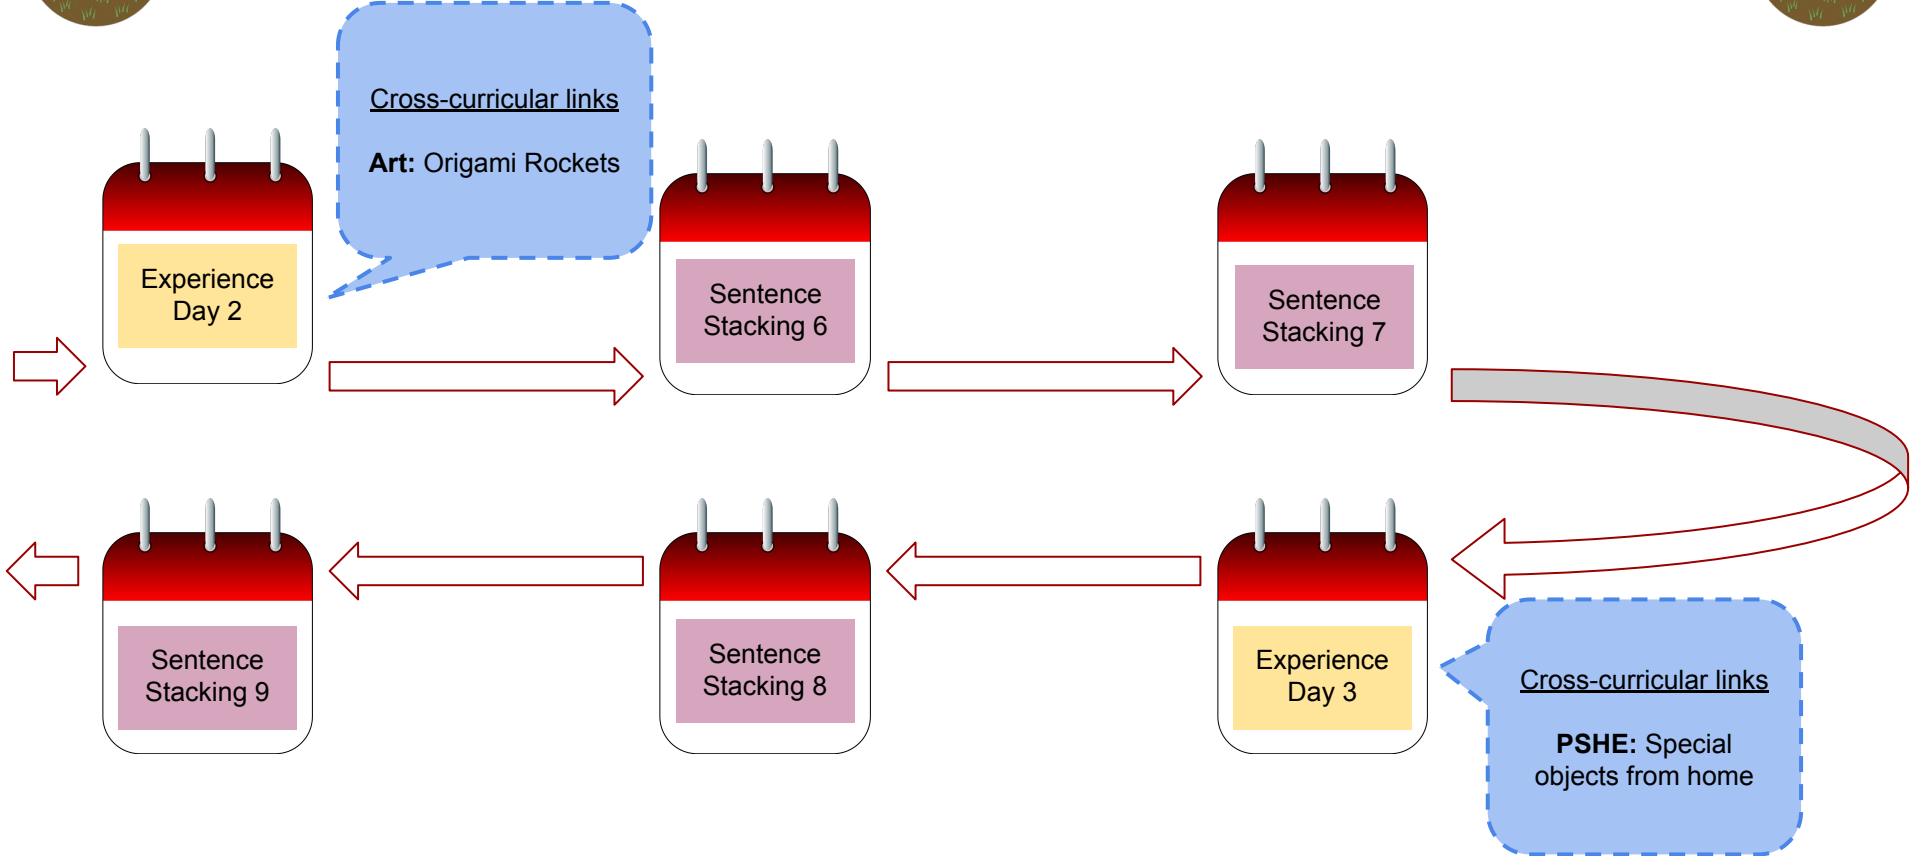 Cross-curricular links
Art: Origami Rockets
Experience
Day 2
Sentence
Stacking 6
Sentence
Stacking 7
Experience
Day 3
Cross-curricular links
PSHE: Special
objects from home
Sentence
Stacking 8
Sentence
Stacking 9